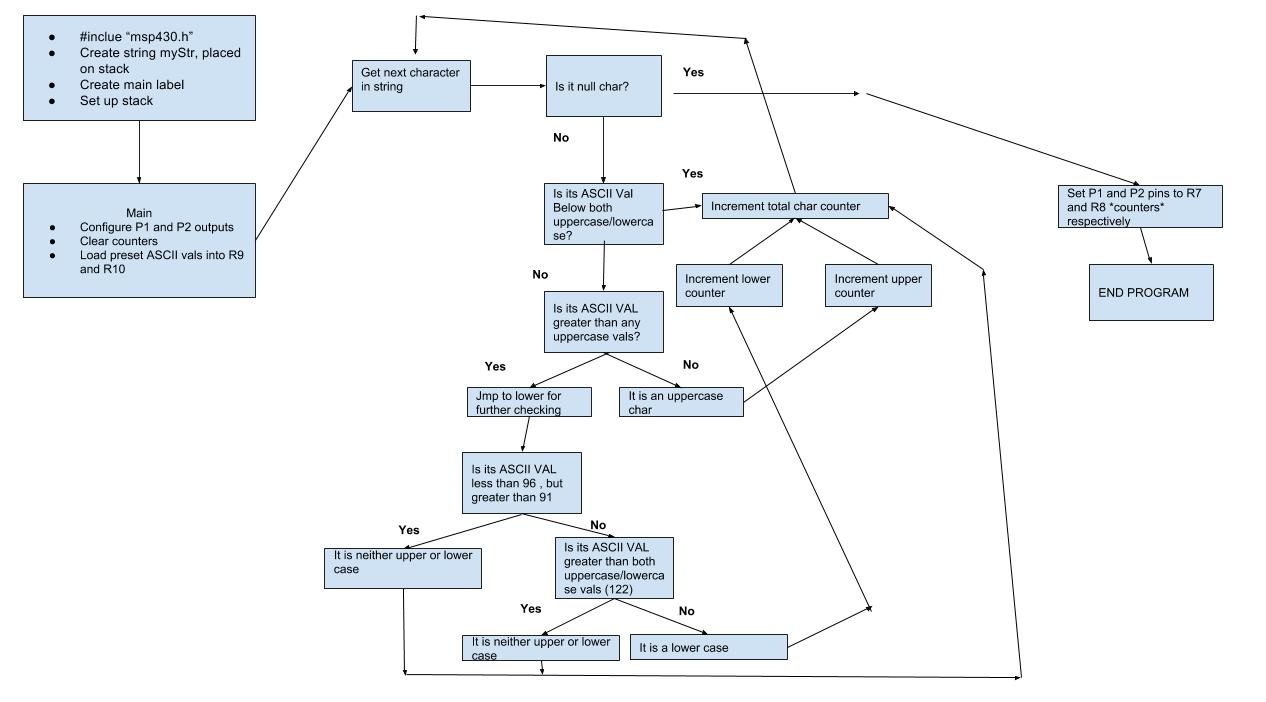 ● #inclue “msp430.h”
● Create string myStr, placed
on stack
● Create main label
● Set up stack
Main
● Configure P1 and P2 outputs
● Clear counters
● Load preset ASCII vals into R9
and R10
Get next character
in string
Is it null char?
Yes
No
Is its ASCII Val
Below both
uppercase/lowerca
se?
Yes
Increment total char counter
Set P1 and P2 pins to R7
and R8 *counters*
respectively
END PROGRAM
No
Increment lower
counter
Increment upper
counter
Is its ASCII VAL
greater than any
uppercase vals?
Yes
No
Jmp to lower for
further checking
It is an uppercase
char
Is its ASCII VAL
less than 96 , but
greater than 91
Yes
No
It is neither upper or lower
case
Is its ASCII VAL
greater than both
uppercase/lowerca
se vals (122)
Yes
No
It is neither upper or lower
case
It is a lower case